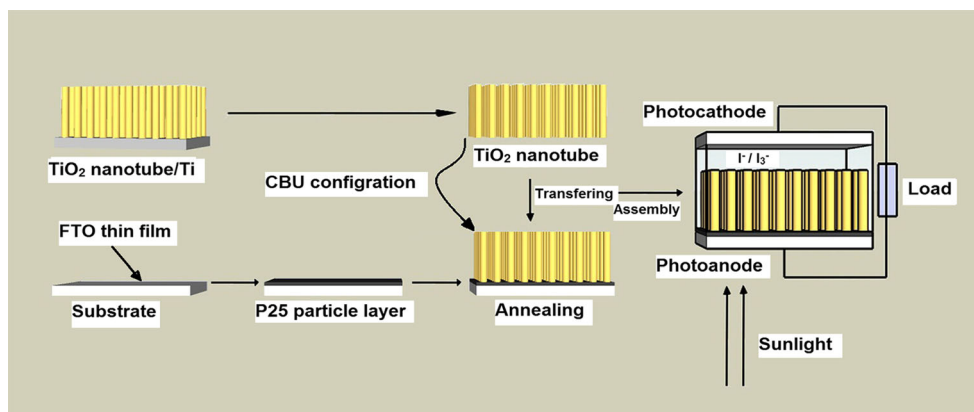 TiO₂ nanotube/Ti
TiO₂ nanotube
CBU configration
Transfering
Assembly
Photocathode
I⁻ / I₃⁻
Load
Photoanode
FTO thin film
Substrate
P25 particle layer
Annealing
Sunlight